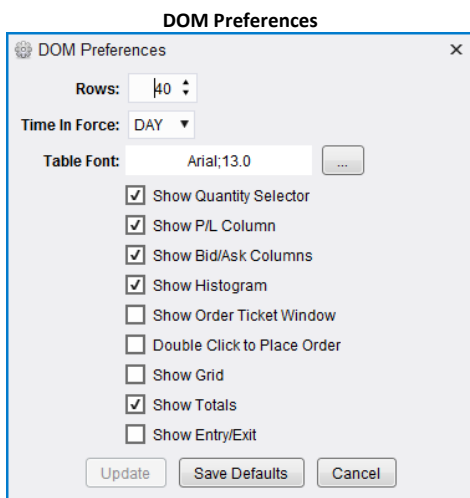 DOM Preferences
DOM Preferences
Rows: 40
Time In Force: DAY
Table Font: Arial;13.0 ...
Show Quantity Selector
Show P/L Column
Show Bid/Ask Columns
Show Histogram
Show Order Ticket Window
Double Click to Place Order
Show Grid
Show Totals
Show Entry/Exit
Update Save Defaults Cancel